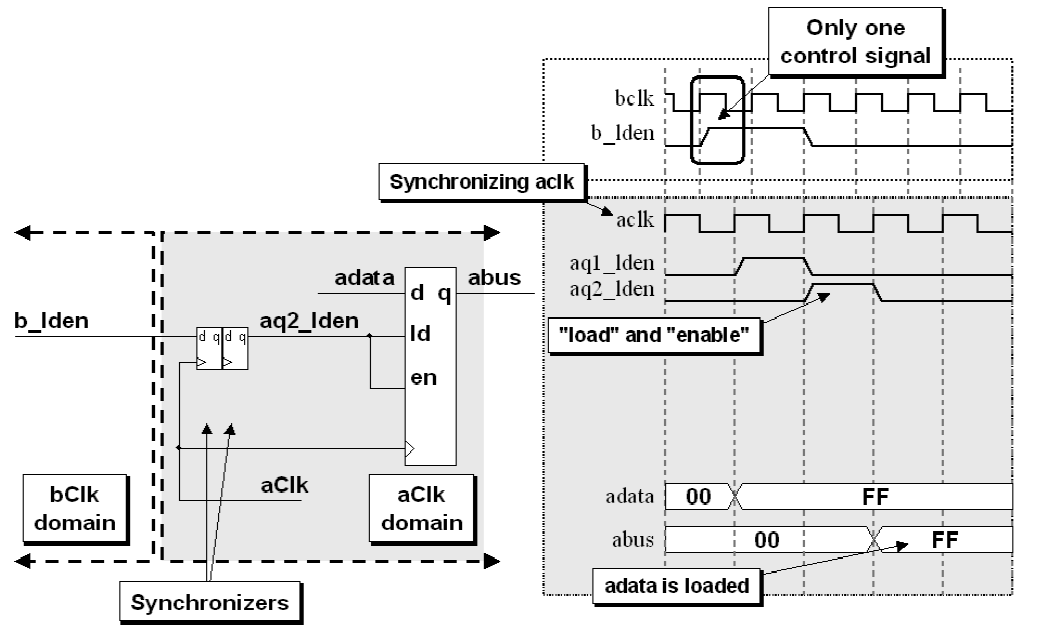 Only one
control signal
bclk
b_lden
Synchronizing aclk
aclk
aq1_lden
aq2_lden
"load" and "enable"
adata
abus
d q
b_lden
aq2_lden
d q d q
ld
en
aClk
bClk
domain
aClk
domain
Synchronizers
adata
00
FF
abus
00
FF
adata is loaded